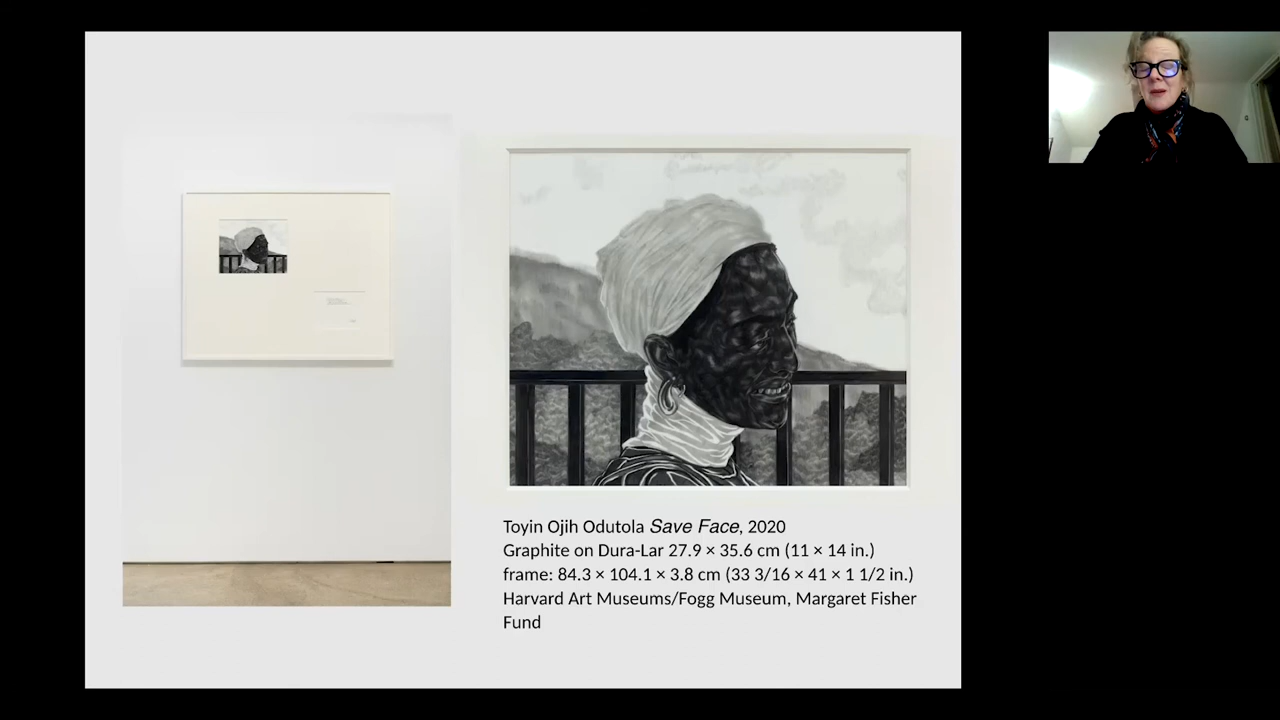 Toyin Ojih Odutola Save Face, 2020
Graphite on Dura-Lar 27.9 × 35.6 cm (11 × 14 in.)
frame: 84.3 × 104.1 × 3.8 cm (33 3/16 × 41 × 1 1/2 in.)
Harvard Art Museums/Fogg Museum, Margaret Fisher
Fund